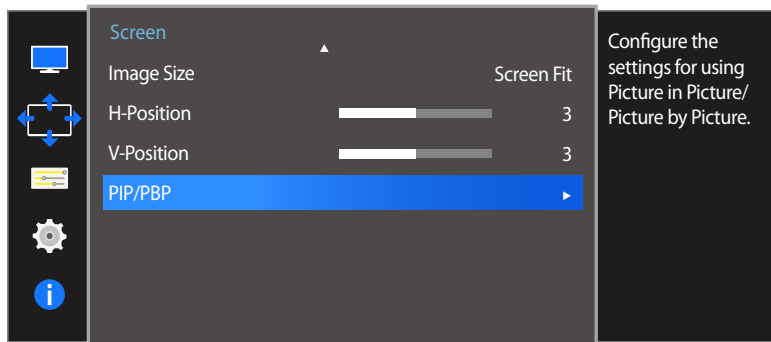 Screen
Image Size Screen Fit
H-Position 3
V-Position 3
PIP/PBP
Configure the
settings for using
Picture in Picture/
Picture by Picture.